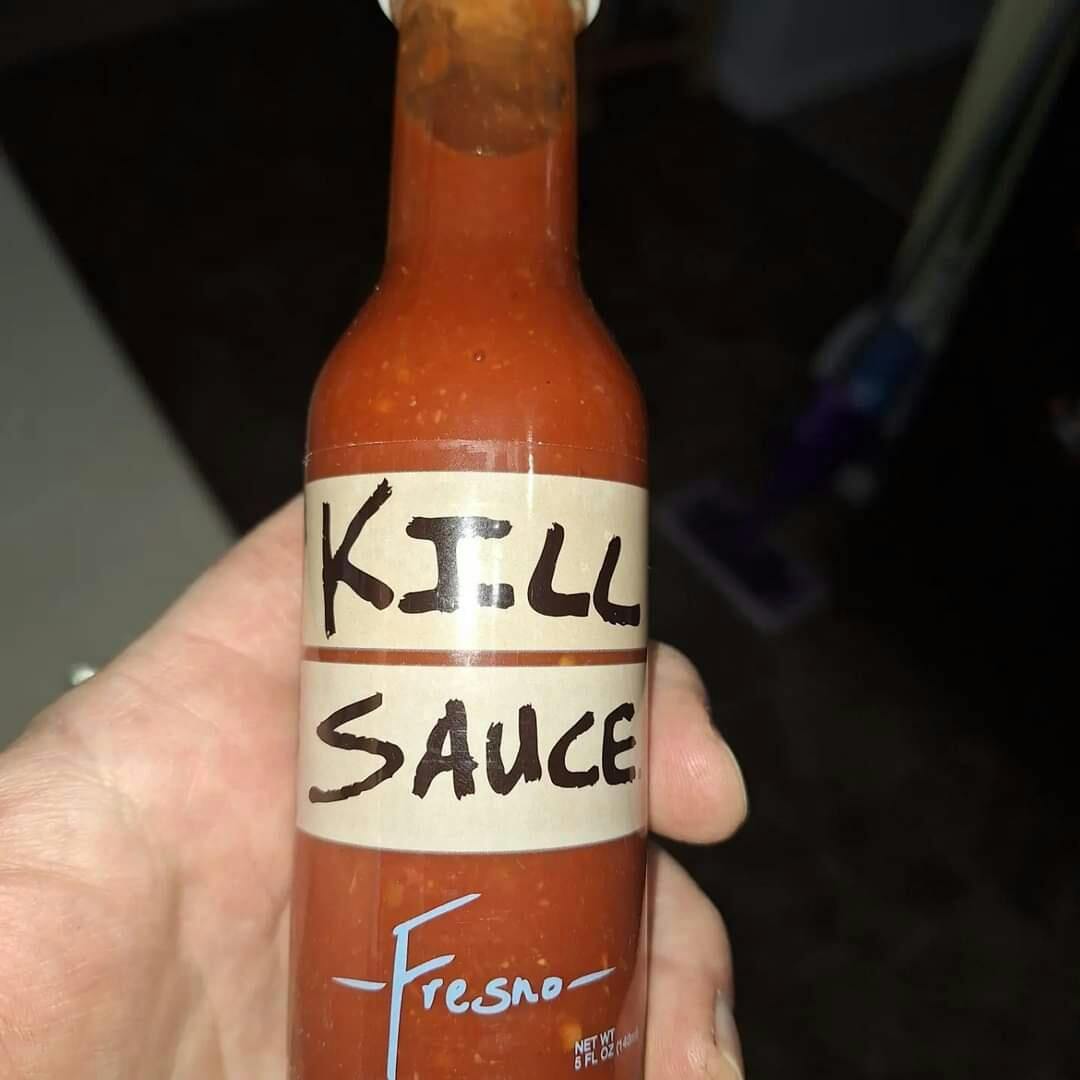 KILL
SAUCE
Fresno
NET WT
5 FL OZ